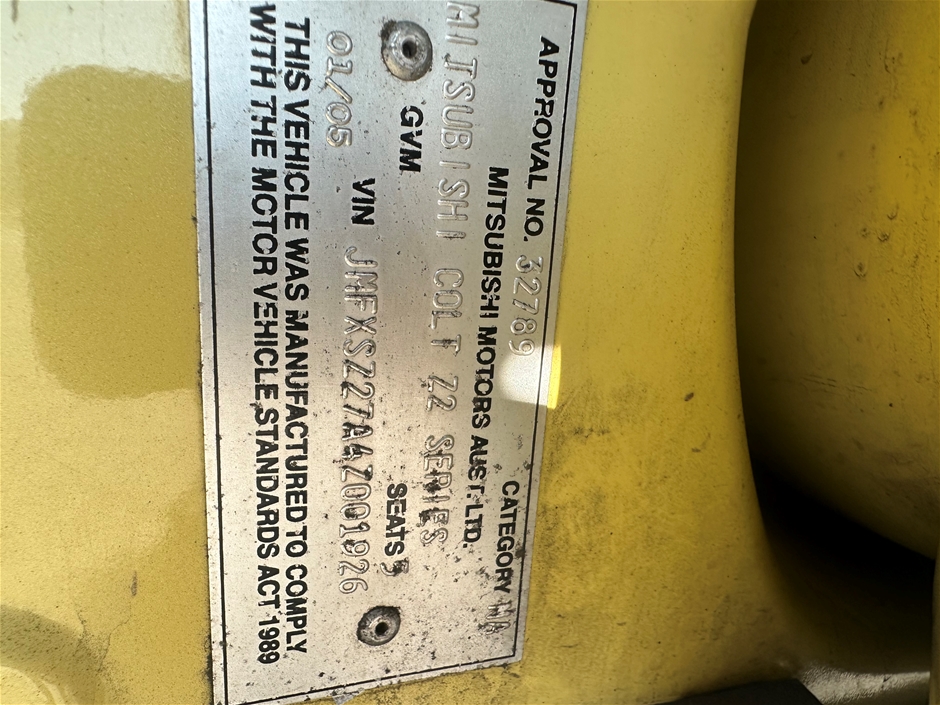 APPROVAL NO. 32789 CATEGORY MA
MITSUBISHI MOTORS AUST. LTD.
MITSUBISHI COLT Z2 SERIES
GVM SEATS 5
01/05 VIN JMFXSZ27A4Z001826
THIS VEHICLE WAS MANUFACTURED TO COMPLY
WITH THE MOTOR VEHICLE STANDARDS ACT 1989